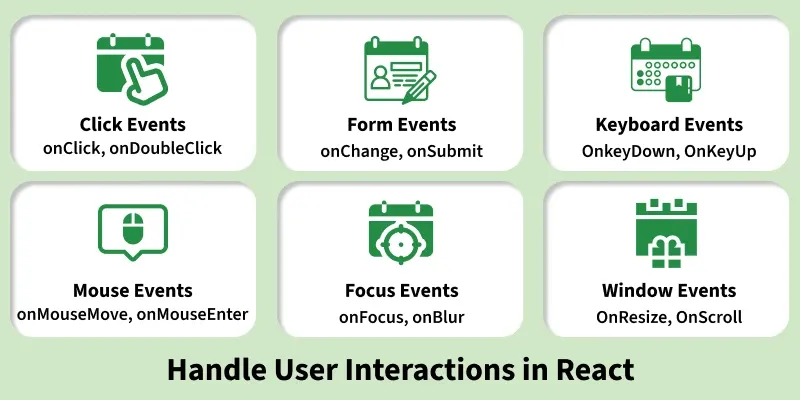 Click Events
onClick, onDoubleClick
Form Events
onChange, onSubmit
Keyboard Events
OnkeyDown, OnKeyUp
Mouse Events
onMouseMove, onMouseEnter
Focus Events
onFocus, onBlur
Window Events
OnResize, OnScroll
Handle User Interactions in React